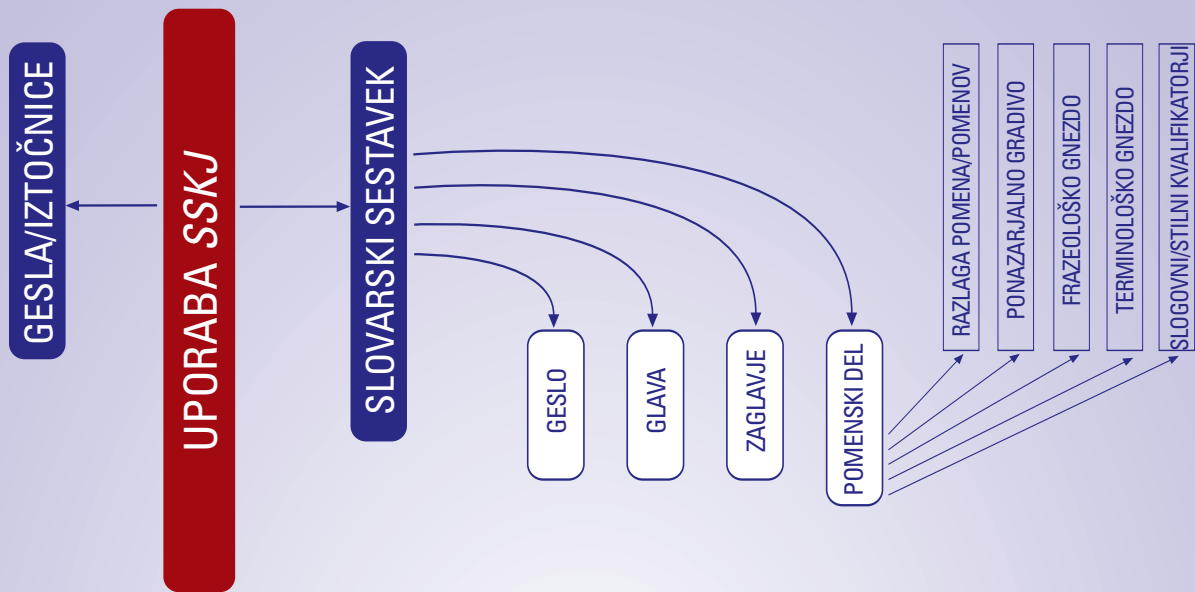 GESLA/IZTOČNICE
UPORABA SSKJ
SLOVARSKI SESTAVEK
GESLO
GLAVA
ZAGLAVJE
POMENSKI DEL
RAZLAGA POMENA/POMENOV
PONAZARJALNO GRADIVO
FRAZEOLOŠKO GNEZDO
TERMINOLOŠKO GNEZDO
SLOGOVNI/STILNI KVALIFIKATORJI